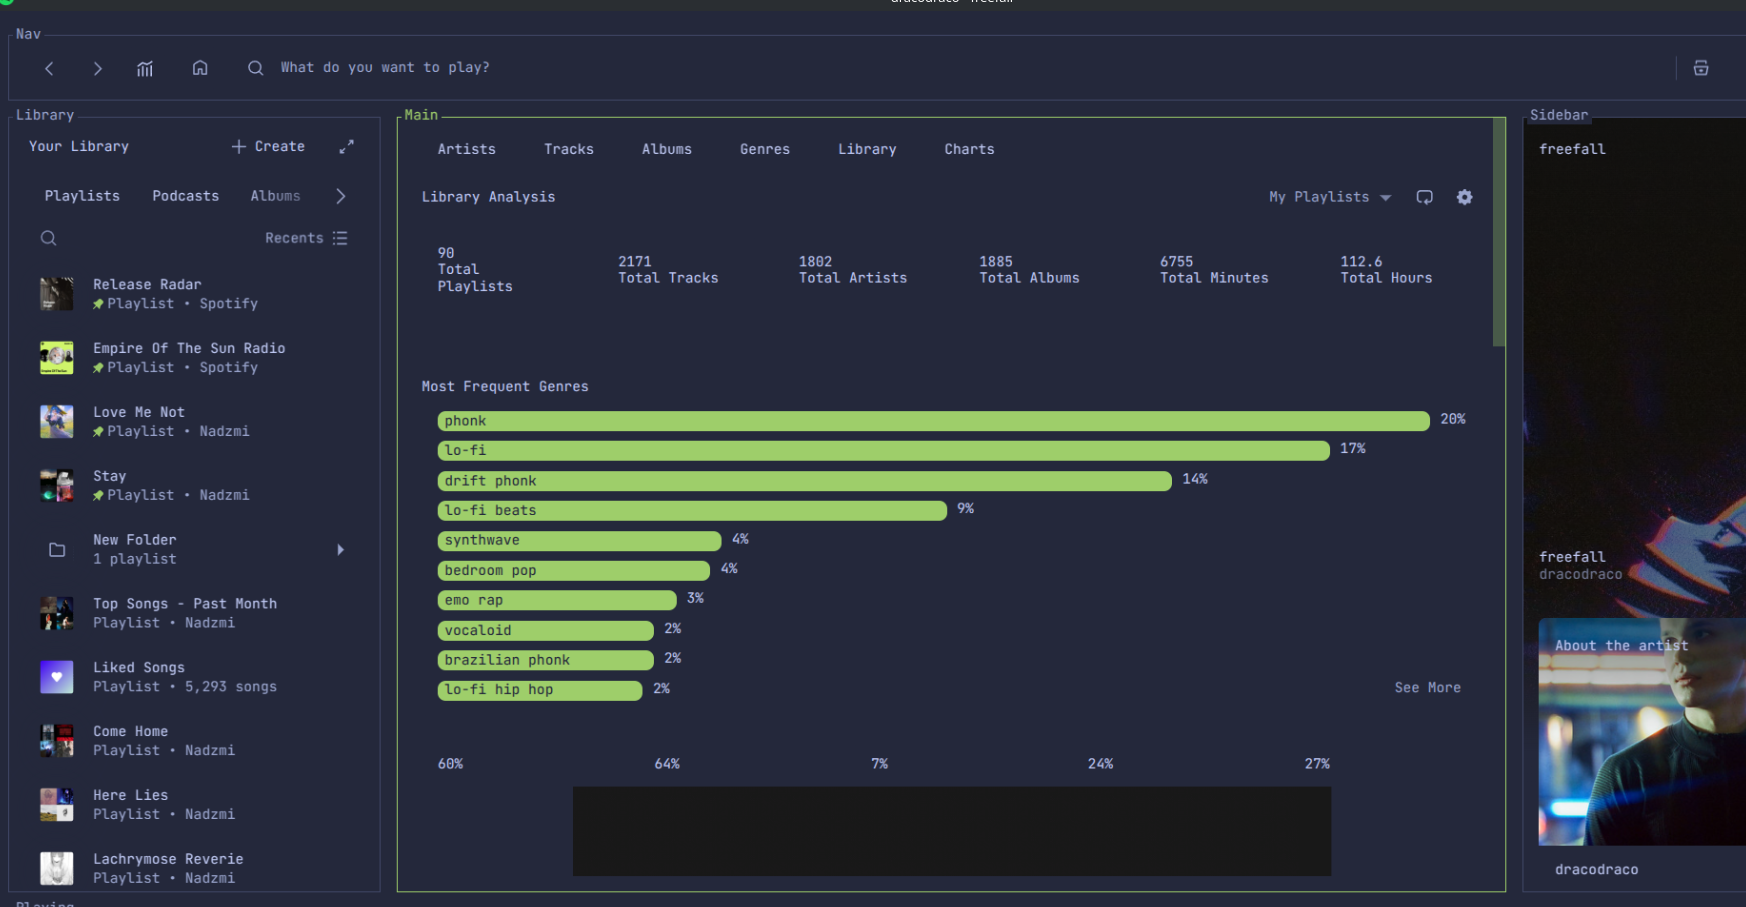 Nav
What do you want to play?
Library
Your Library
Create
Playlists
Podcasts
Albums
Recents
Release Radar
Playlist • Spotify
Empire Of The Sun Radio
Playlist • Spotify
Love Me Not
Playlist • Nadzmi
Stay
Playlist • Nadzmi
New Folder
1 playlist
Top Songs - Past Month
Playlist • Nadzmi
Liked Songs
Playlist • 5,293 songs
Come Home
Playlist • Nadzmi
Here Lies
Playlist • Nadzmi
Lachrymose Reverie
Playlist • Nadzmi
Main
Artists
Tracks
Albums
Genres
Library
Charts
Library Analysis
My Playlists
90
Total
Playlists
2171
Total Tracks
1802
Total Artists
1885
Total Albums
6755
Total Minutes
112.6
Total Hours
Most Frequent Genres
phonk 20%
lo-fi 17%
drift phonk 14%
lo-fi beats 9%
synthwave 4%
bedroom pop 4%
emo rap 3%
vocaloid 2%
brazilian phonk 2%
lo-fi hip hop 2%
See More
60% 64% 7% 24% 27%
Sidebar
freefall
freefall
dracodraco
About the artist
dracodraco